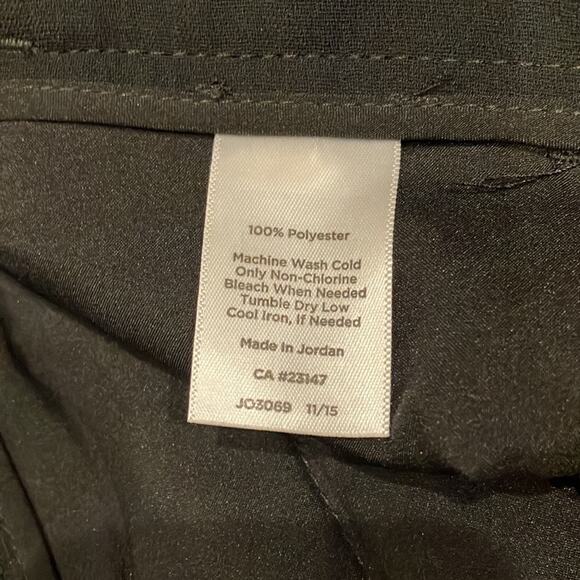 100% Polyester
Machine Wash Cold
Only Non-Chlorine
Bleach When Needed
Tumble Dry Low
Cool Iron, If Needed
Made In Jordan
CA #23147
JO3069 11/15